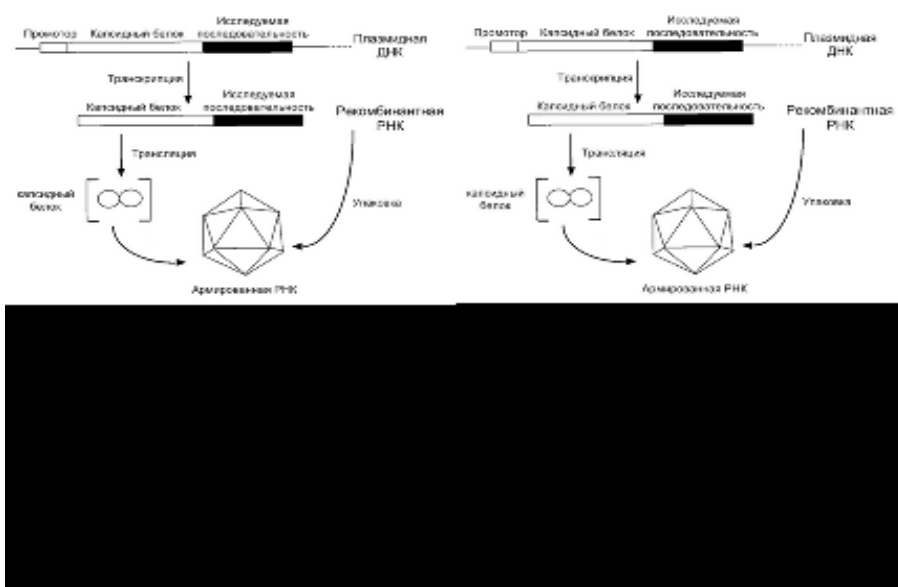 Исследуемая
Промотор Капсидный белок последовательность
Плазмидная
ДНК
Транскрипция
Исследуемая
Капсидный белок последовательность
Рекомбинантная
РНК
Трансляция
капсидный
белок
Упаковка
Армированная РНК
Исследуемая
Промотор Капсидный белок последовательность
Плазмидная
ДНК
Транскрипция
Исследуемая
Капсидный белок последовательность
Рекомбинантная
РНК
Трансляция
капсидный
белок
Упаковка
Армированная РНК